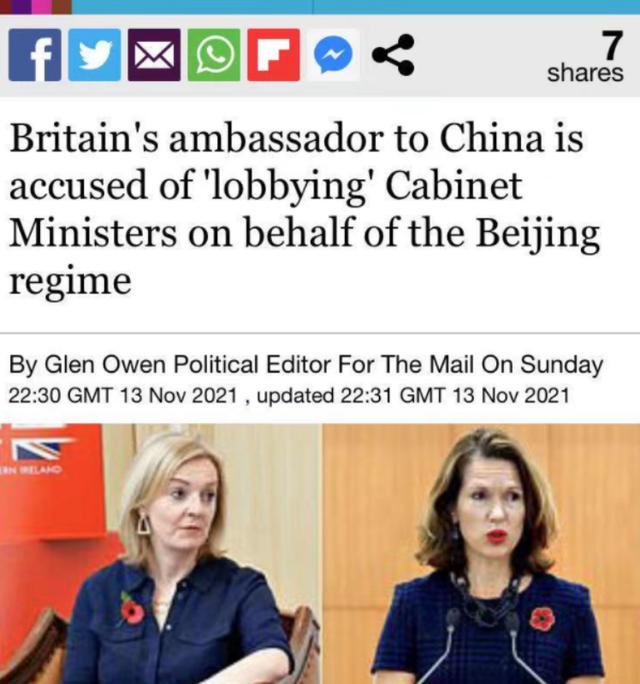 7
shares
Britain's ambassador to China is
accused of 'lobbying' Cabinet
Ministers on behalf of the Beijing
regime
By Glen Owen Political Editor For The Mail On Sunday
22:30 GMT 13 Nov 2021 , updated 22:31 GMT 13 Nov 2021
ERN IRELAND